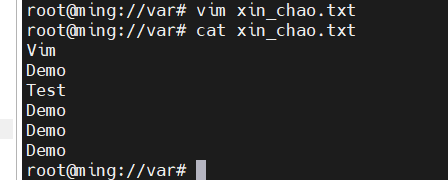 root@ming://var# vim xin_chao.txt
root@ming://var# cat xin_chao.txt
Vim
Demo
Test
Demo
Demo
Demo
root@ming://var#